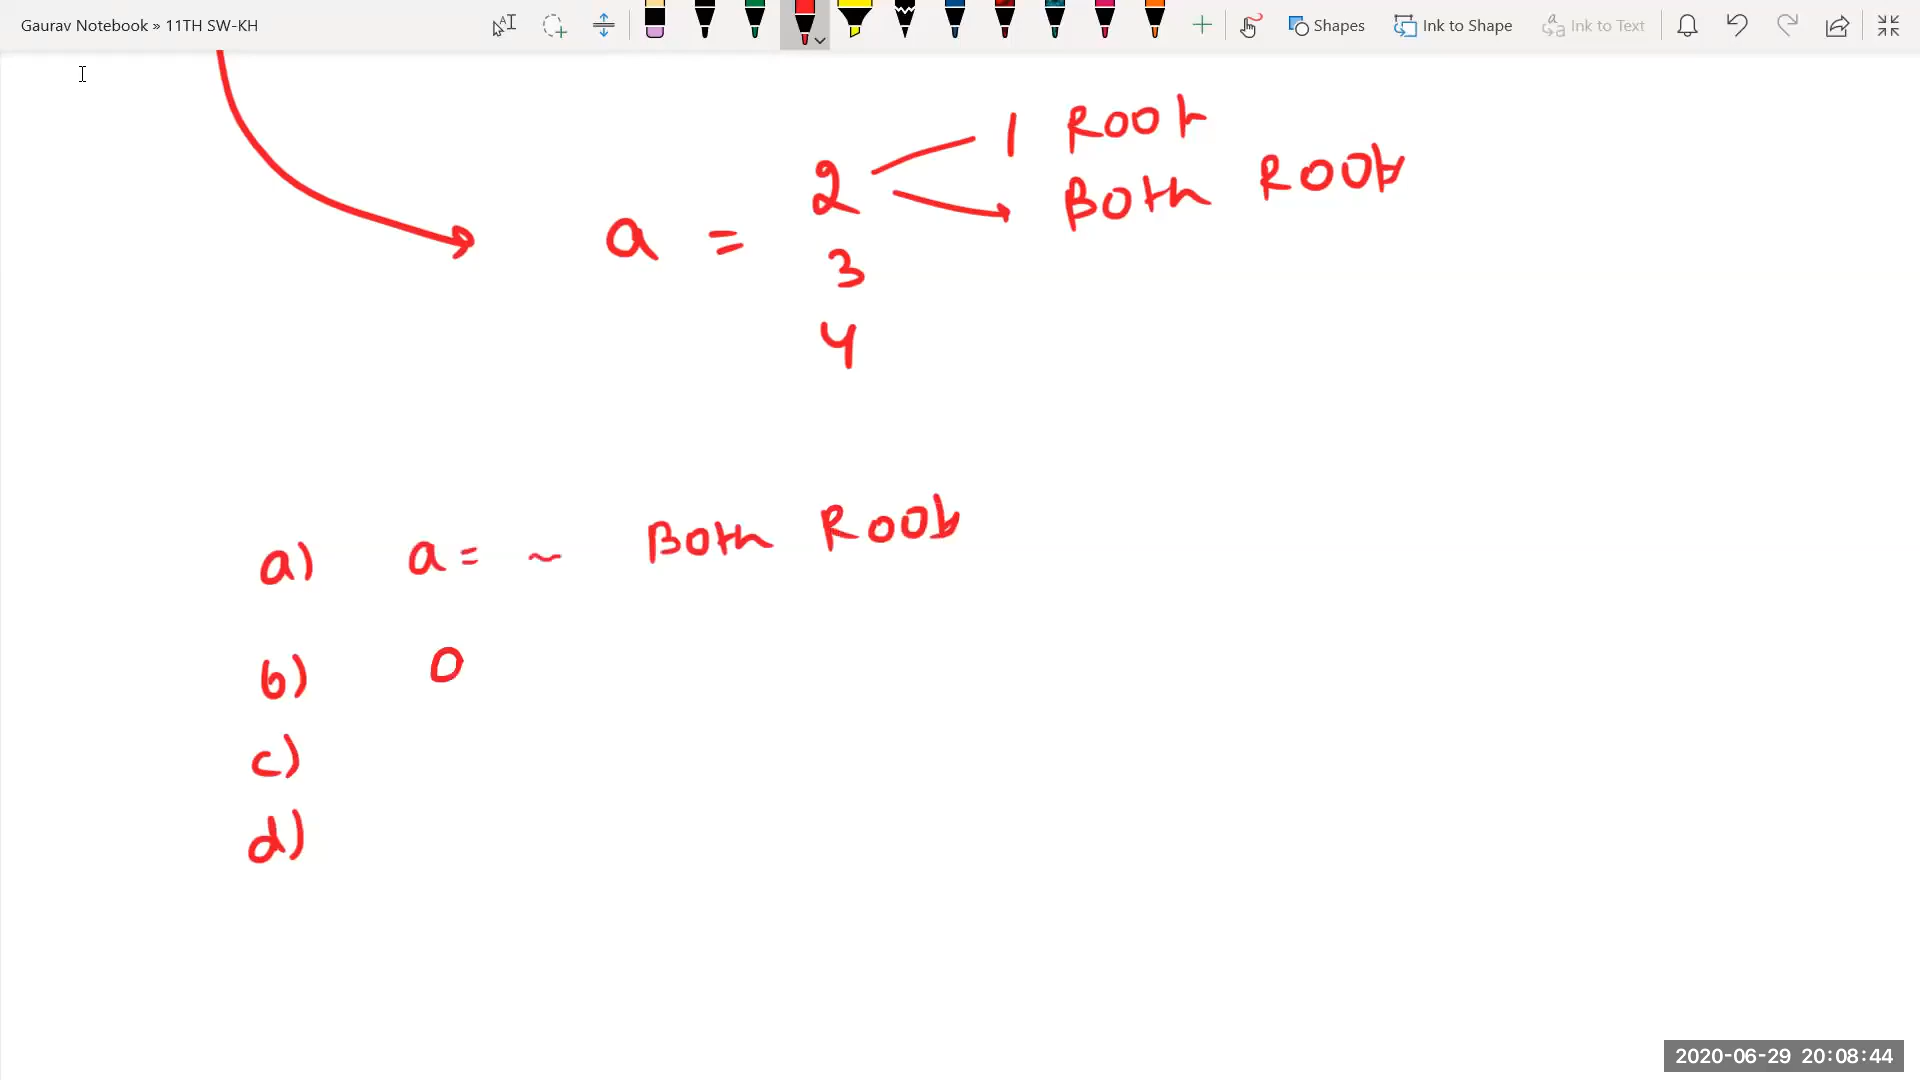 Gaurav Notebook » 11TH SW-KH
Shapes
Ink to Shape
Ink to Text
1 Root
2 Both Root
a =
3
4
a) a = ~ Both Root
b) 0
c)
d)
2020-06-29 20:08:44